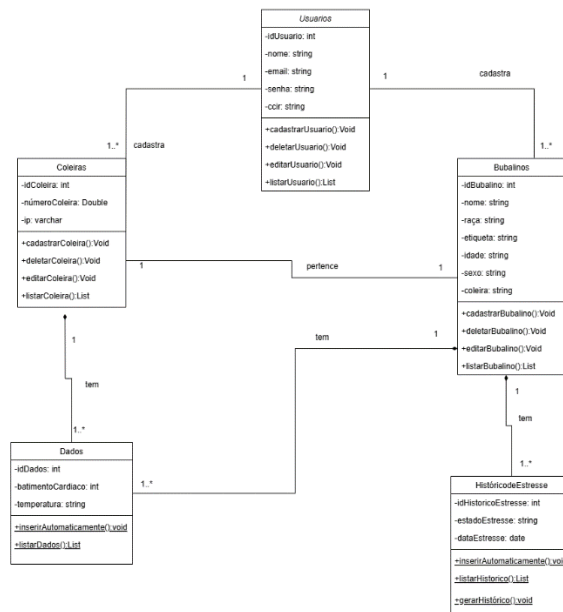 Usuarios
-idUsuario: int
-nome: string
-email: string
-senha: string
-ccir: string
+cadastrarUsuario():Void
+deletarUsuario():Void
+editarUsuario():Void
+listarUsuario():List
1
1
cadastra
cadastra
1..*
1..*
Coleiras
-idColeira: int
-númeroColeira: Double
-ip: varchar
+cadastrarColeira():Void
+deletarColeira():Void
+editarColeira():Void
+listarColeira():List
Bubalinos
-idBubalino: int
-nome: string
-raça: string
-etiqueta: string
-idade: string
-sexo: string
-coleira: string
+cadastrarBubalino():Void
+deletarBubalino():Void
+editarBubalino():Void
+listarBubalino():List
1
pertence
1
1
tem
1..*
tem
1
1..*
1
tem
1..*
Dados
-idDados: int
-batimentoCardiaco: int
-temperatura: string
+inserirAutomaticamente():void
+listarDados():List
HistóricodeEstresse
-idHistoricoEstresse: int
-estadoEstresse: string
-dataEstresse: date
+inserirAutomaticamente():void
+listarHistorico():List
+gerarHistórico():void